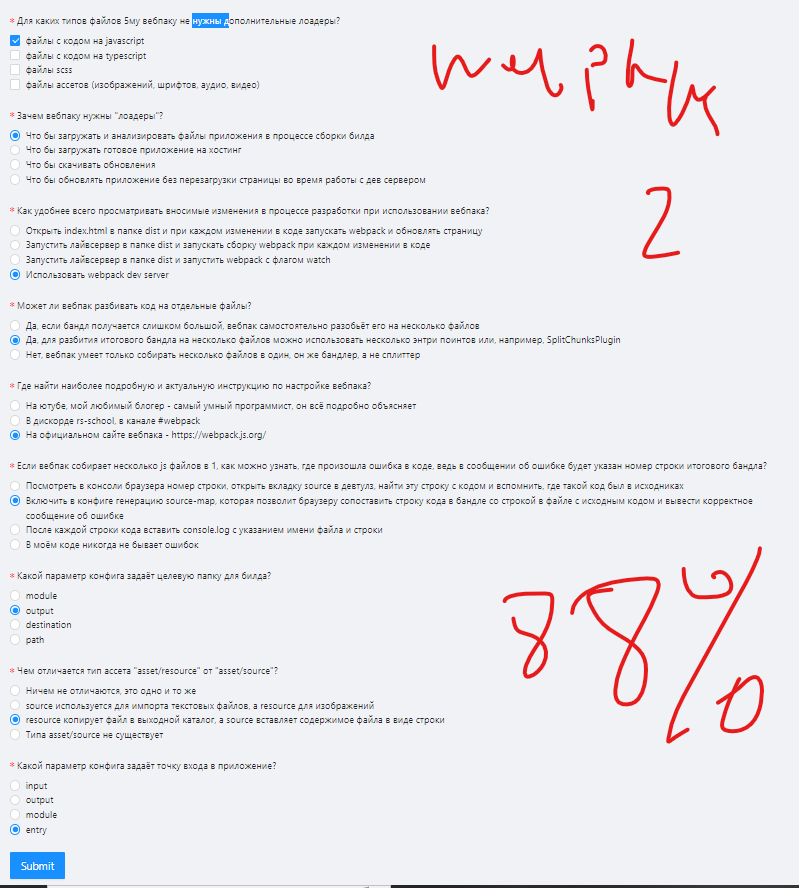 * Для каких типов файлов 5му вебпаку не нужны дополнительные лоадеры?
файлы с кодом на javascript
файлы с кодом на typescript
файлы scss
файлы ассетов (изображений, шрифтов, аудио, видео)
* Зачем вебпаку нужны "лоадеры"?
Что бы загружать и анализировать файлы приложения в процессе сборки билда
Что бы загружать готовое приложение на хостинг
Что бы скачивать обновления
Что бы обновлять приложение без перезагрузки страницы во время работы с дев сервером
2
* Как удобнее всего просматривать вносимые изменения в процессе разработки при использовании вебпака?
Открыть index.html в папке dist и при каждом изменении в коде запускать webpack и обновлять страницу
Запустить лайвсервер в папке dist и запускать сборку webpack при каждом изменении в коде
Запустить лайвсервер в папке dist и запустить webpack с флагом watch
Использовать webpack dev server
* Может ли вебпак разбивать код на отдельные файлы?
Да, если бандл получается слишком большой, вебпак самостоятельно разобьёт его на несколько файлов
Да, для разбития итогового бандла на несколько файлов можно использовать несколько энтри поинтов или, например, SplitChunksPlugin
Нет, вебпак умеет только собирать несколько файлов в один, он же бандлер, а не сплиттер
* Где найти наиболее подробную и актуальную инструкцию по настройке вебпака?
На ютубе, мой любимый блогер - самый умный программист, он всё подробно объясняет
В дискорде rs-school, в канале #webpack
На официальном сайте вебпака - https://webpack.js.org/
* Если вебпак собирает несколько js файлов в 1, как можно узнать, где произошла ошибка в коде, ведь в сообщении об ошибке будет указан номер строки итогового бандла?
Посмотреть в консоли браузера номер строки, открыть вкладку source в девтулз, найти эту строку с кодом и вспомнить, где такой код был в исходниках
Включить в конфиге генерацию source-map, которая позволит браузеру сопоставить строку кода в бандле со строкой в файле с исходным кодом и вывести корректное
сообщение об ошибке
После каждой строки кода вставить console.log с указанием имени файла и строки
В моём коде никогда не бывает ошибок
* Какой параметр конфига задаёт целевую папку для билда?
module
output
destination
path
88%
* Чем отличается тип ассета "asset/resource" от "asset/source"?
Ничем не отличаются, это одно и то же
source используется для импорта текстовых файлов, а resource для изображений
resource копирует файл в выходной каталог, а source вставляет содержимое файла в виде строки
Типа asset/source не существует
* Какой параметр конфига задаёт точку входа в приложение?
input
output
module
entry
Submit